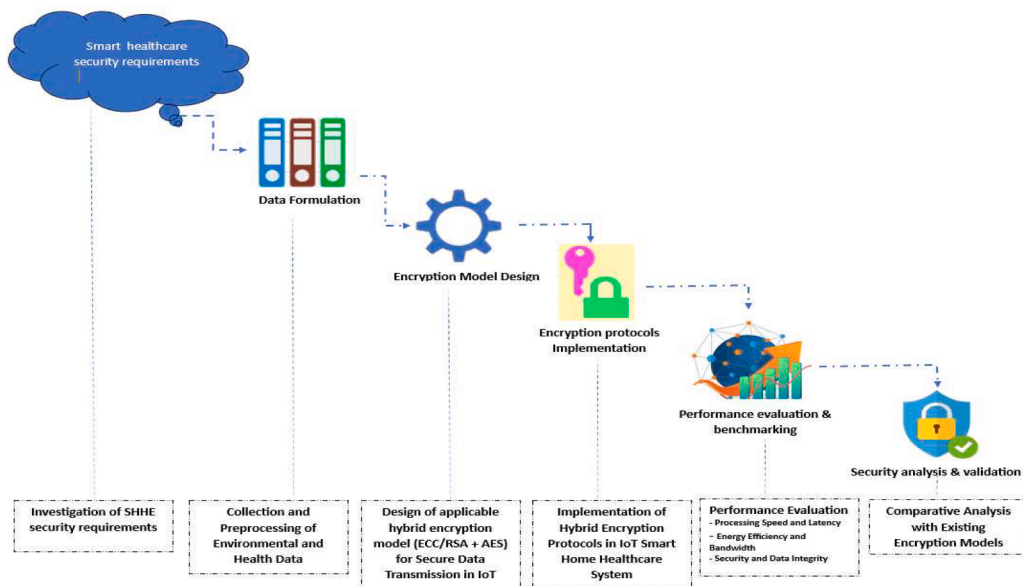 Smart healthcare
security requirements
Data Formulation
Encryption Model Design
Encryption protocols
Implementation
Performance evaluation &
benchmarking
Security analysis & validation
Investigation of SHHE
security requirements
Collection and
Preprocessing of
Environmental and
Health Data
Design of applicable
hybrid encryption
model (ECC/RSA + AES)
for Secure Data
Transmission in IoT
Implementation of
Hybrid Encryption
Protocols in IoT Smart
Home Healthcare
System
Performance Evaluation
- Processing Speed and Latency
– Energy Efficiency and
Bandwidth
- Security and Data Integrity
Comparative Analysis
with Existing
Encryption Models